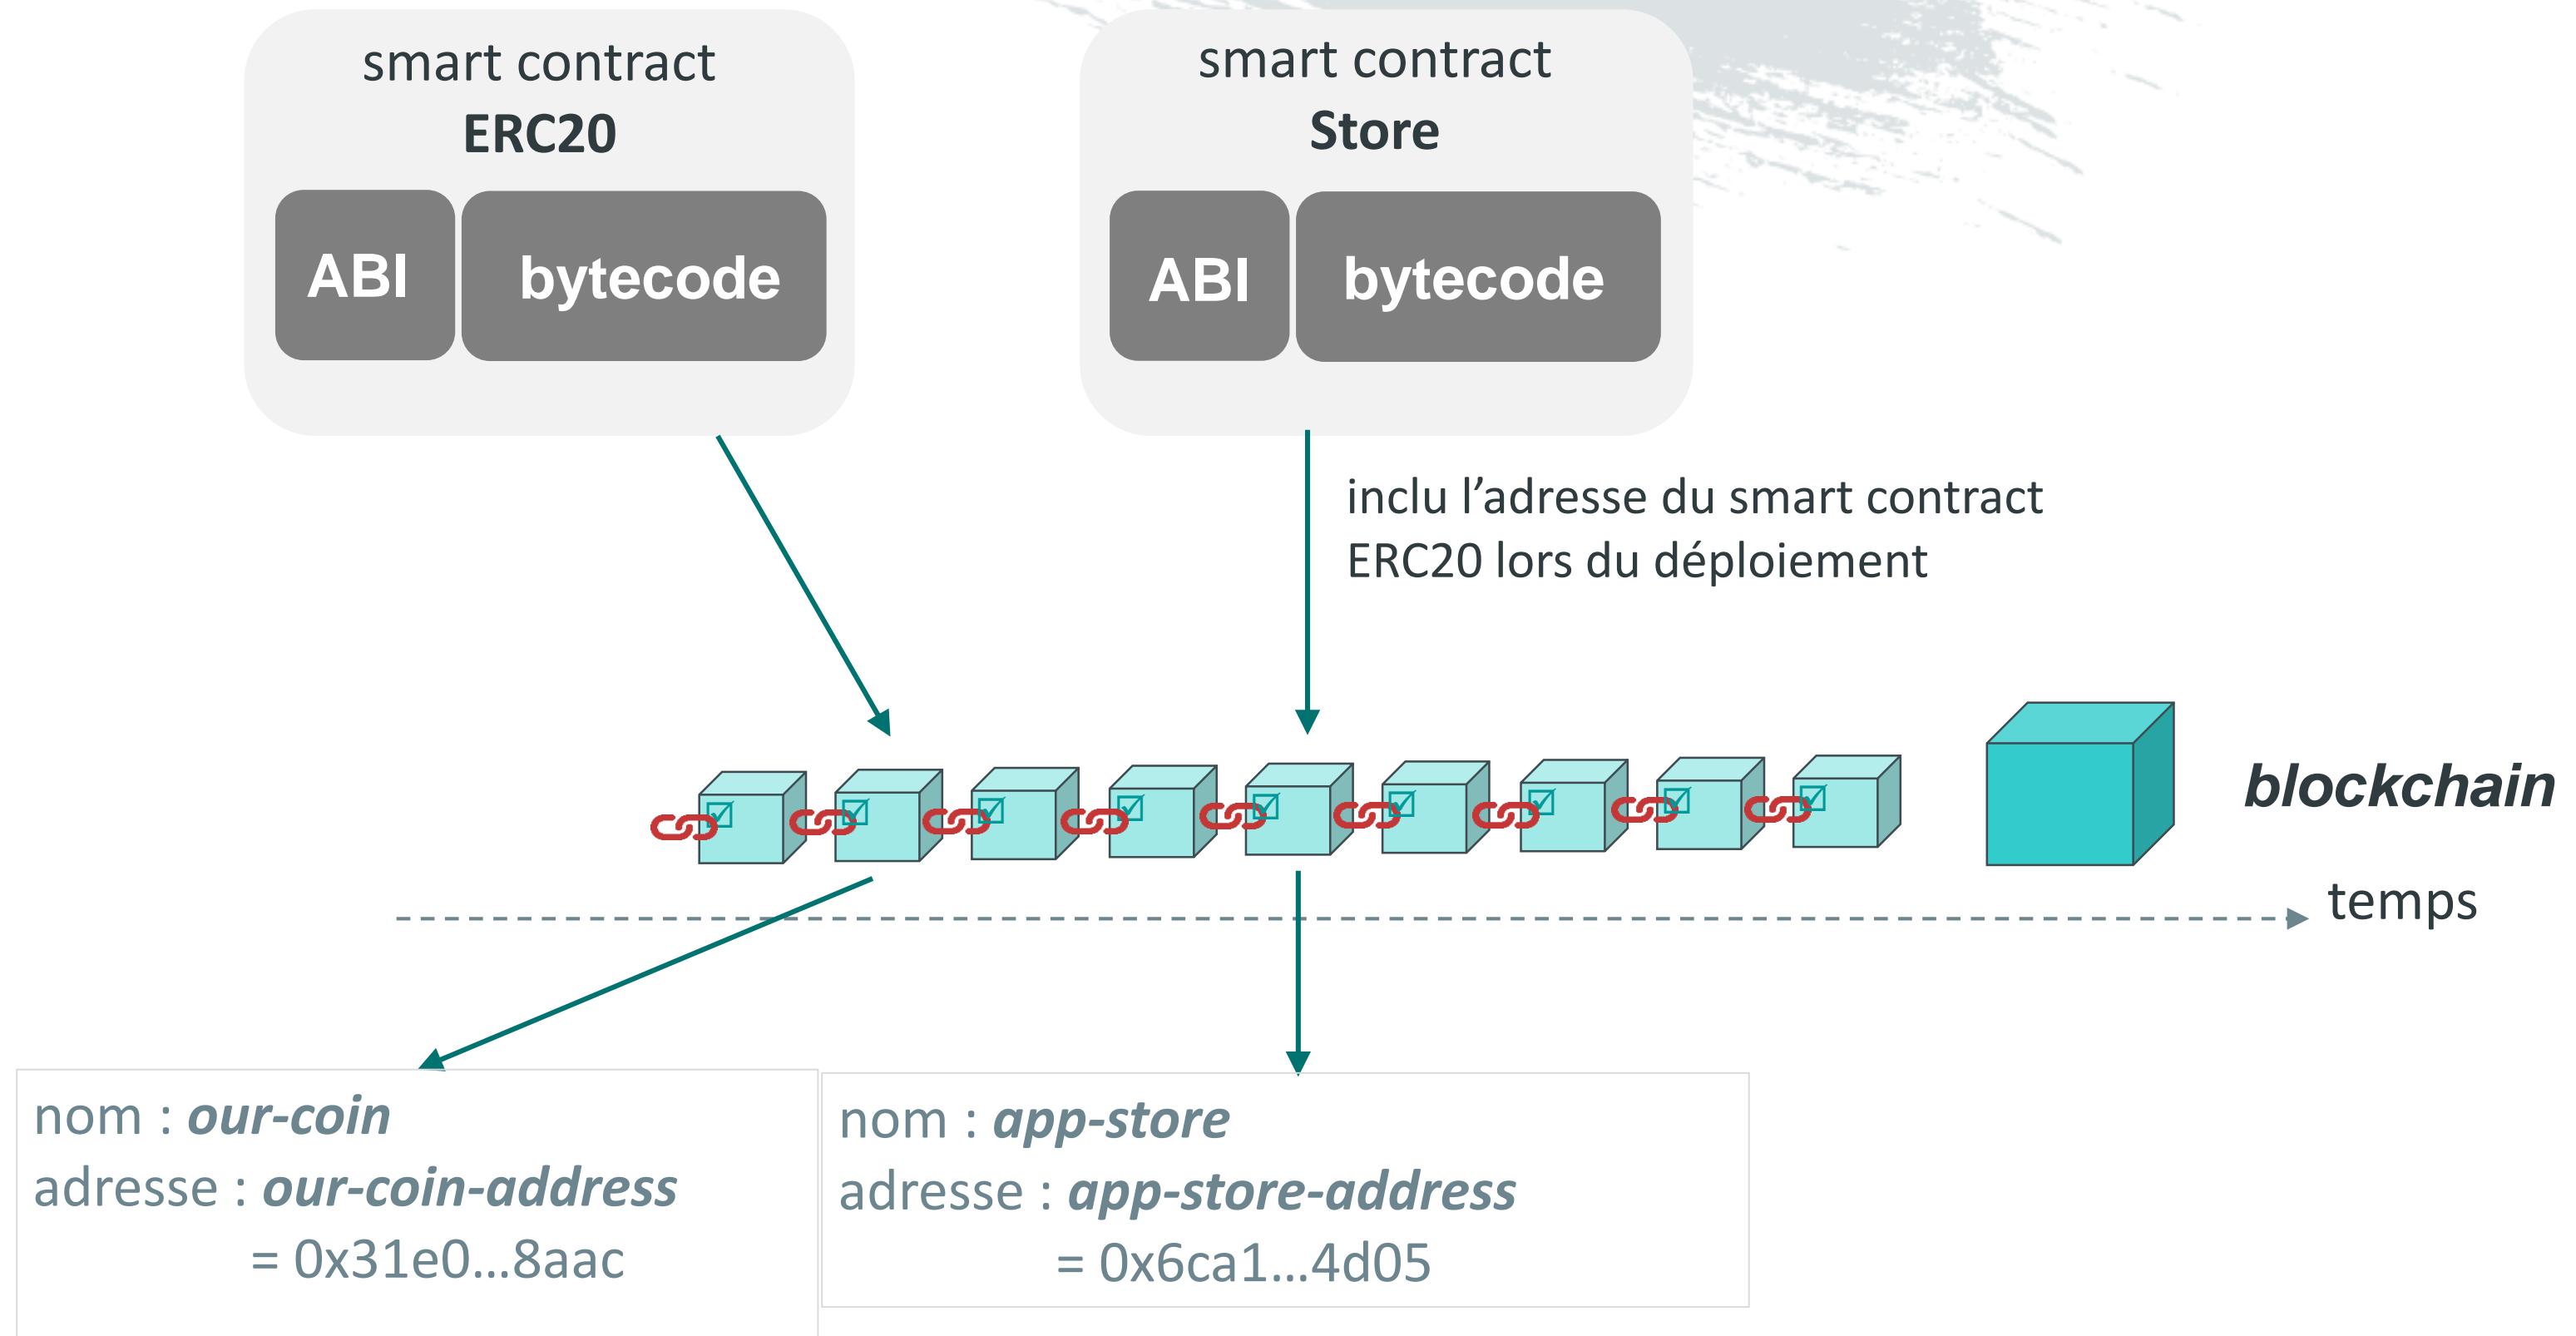 smart contract
ERC20
ABI
bytecode
smart contract
Store
ABI
bytecode
inclu l’adresse du smart contract
ERC20 lors du déploiement
blockchain
temps
nom : our-coin
adresse : our-coin-address
= 0x31e0...8aac
nom : app-store
adresse : app-store-address
= 0x6ca1...4d05